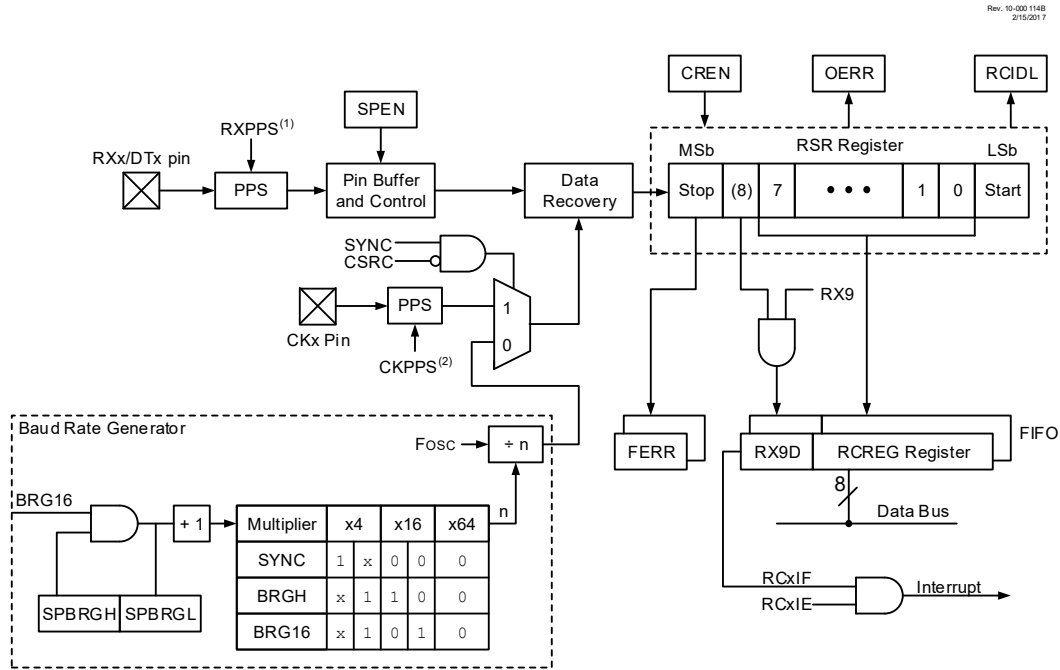 Rev. 10-000 114B
2/15/2017
CREN
OERR
RCIDL
SPEN
RXPPS(1)
RXx/DTx pin
PPS
Pin Buffer
and Control
Data
Recovery
MSb
RSR Register
LSb
Stop (8) 7 • • • 1 0 Start
SYNC
CSRC
PPS
1
0
CKx Pin
CKPPS(2)
RX9
Baud Rate Generator
Fosc
÷ n
FERR
RX9D
RCREG Register
FIFO
8
Data Bus
BRG16
+ 1
n
Multiplier x4 x16 x64
SYNC 1 x 0 0 0
BRGH x 1 1 0 0
BRG16 x 1 0 1 0
SPBRGH SPBRGL
RCxIF
RCxIE
Interrupt